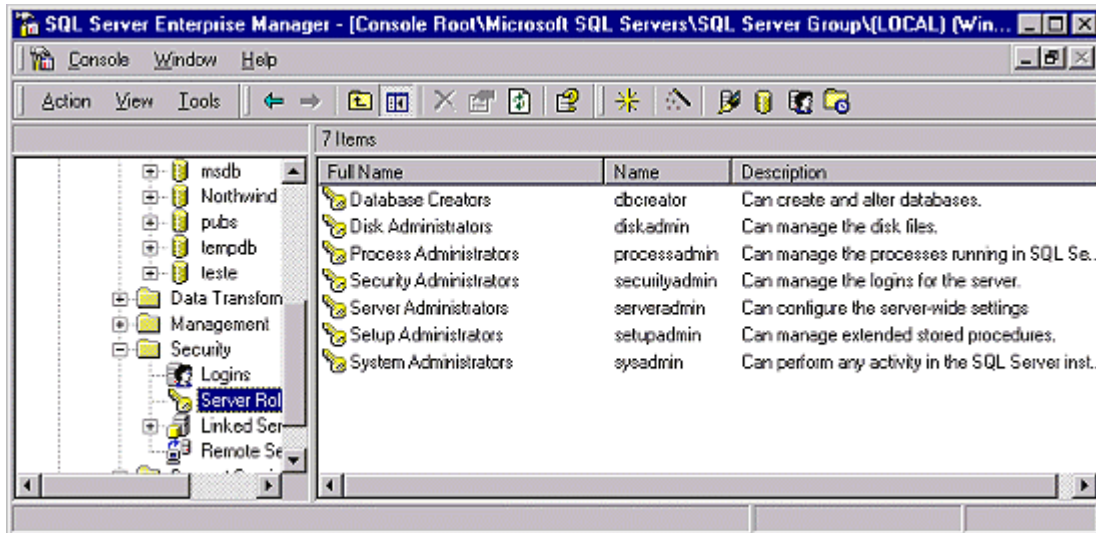 SQL Server Enterprise Manager - [Console Root\Microsoft SQL Servers\SQL Server Group\(LOCAL) (Win...
Console Window Help
Action View Tools
7 Items
msdb
Northwind
pubs
tempdb
teste
Data Transforn
Management
Security
Logins
Server Rol
Linked Ser
Remote Se
Full Name Name Description
Database Creators dbcreator Can create and alter databases.
Disk Administrators diskadmin Can manage the disk files.
Process Administrators processadmin Can manage the processes running in SQL Se..
Security Administrators securityadmin Can manage the logins for the server.
Server Administrators serveradmin Can configure the server-wide settings
Setup Administrators setupadmin Can manage extended stored procedures.
System Administrators sysadmin Can perform any activity in the SQL Server inst..